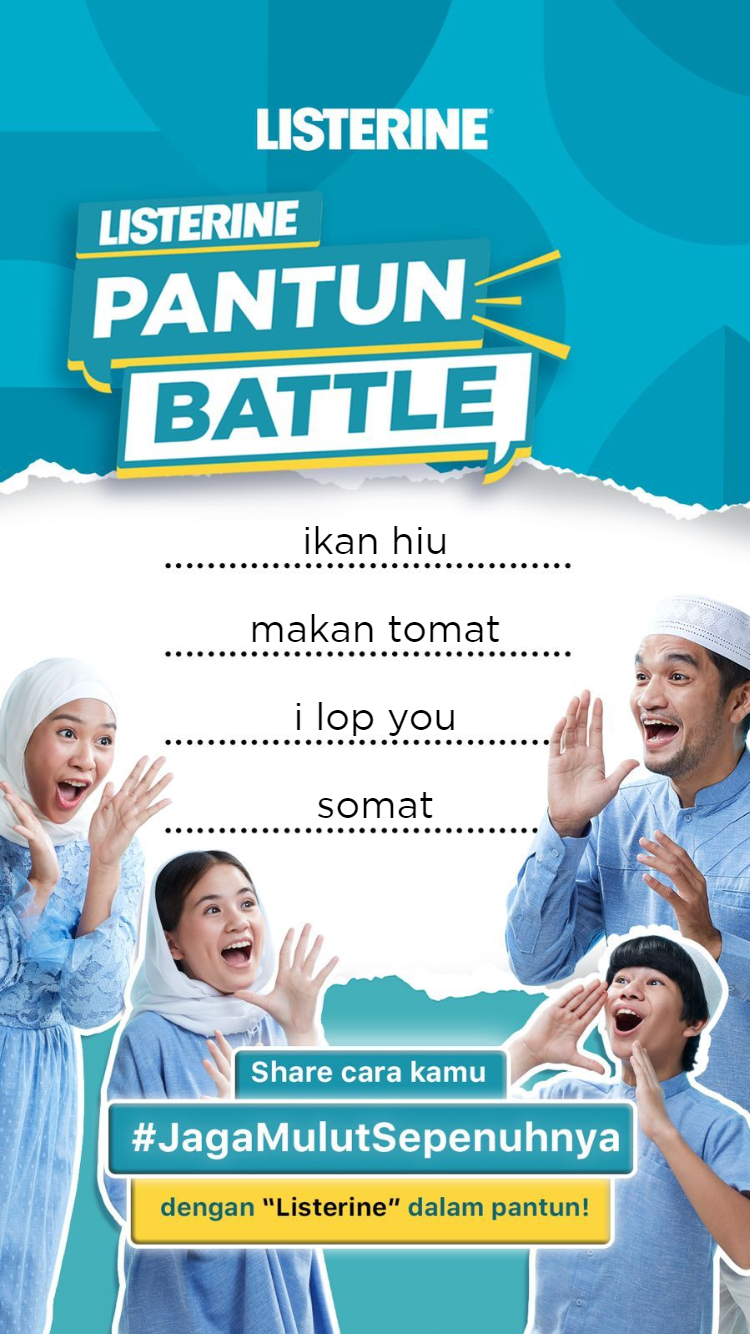 LISTERINE®
LISTERINE
PANTUN
BATTLE
ikan hiu
makan tomat
i lop you
somat
Share cara kamu
#JagaMulutSepenuhnya
dengan "Listerine" dalam pantun!